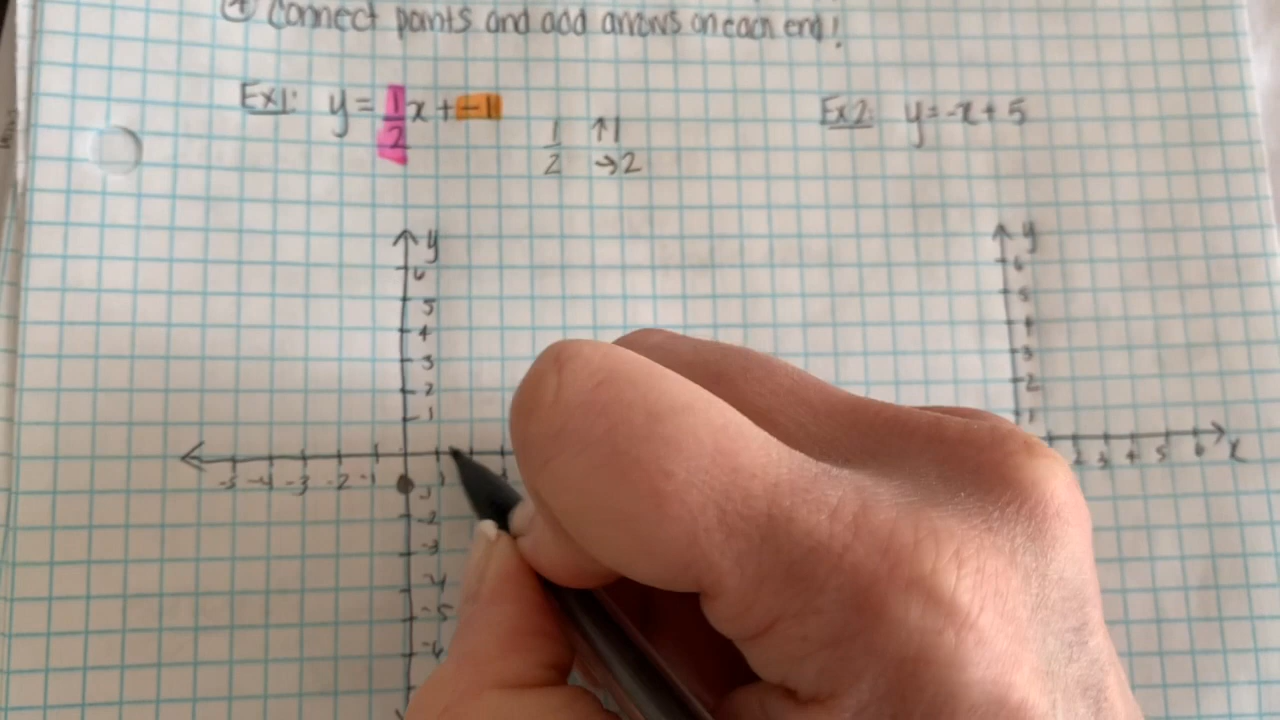 ④ Connect points and add arrows on each end!
Ex1: y = 1/2 x + -1
1/2 ↑1 →2
Ex2: y = -x + 5
y
6
5
4
3
2
1
-5 -4 -3 -2 -1
-1
-2
-3
-4
-5
-6
y
6
5
4
3
2
1
2 3 4 5 6 x